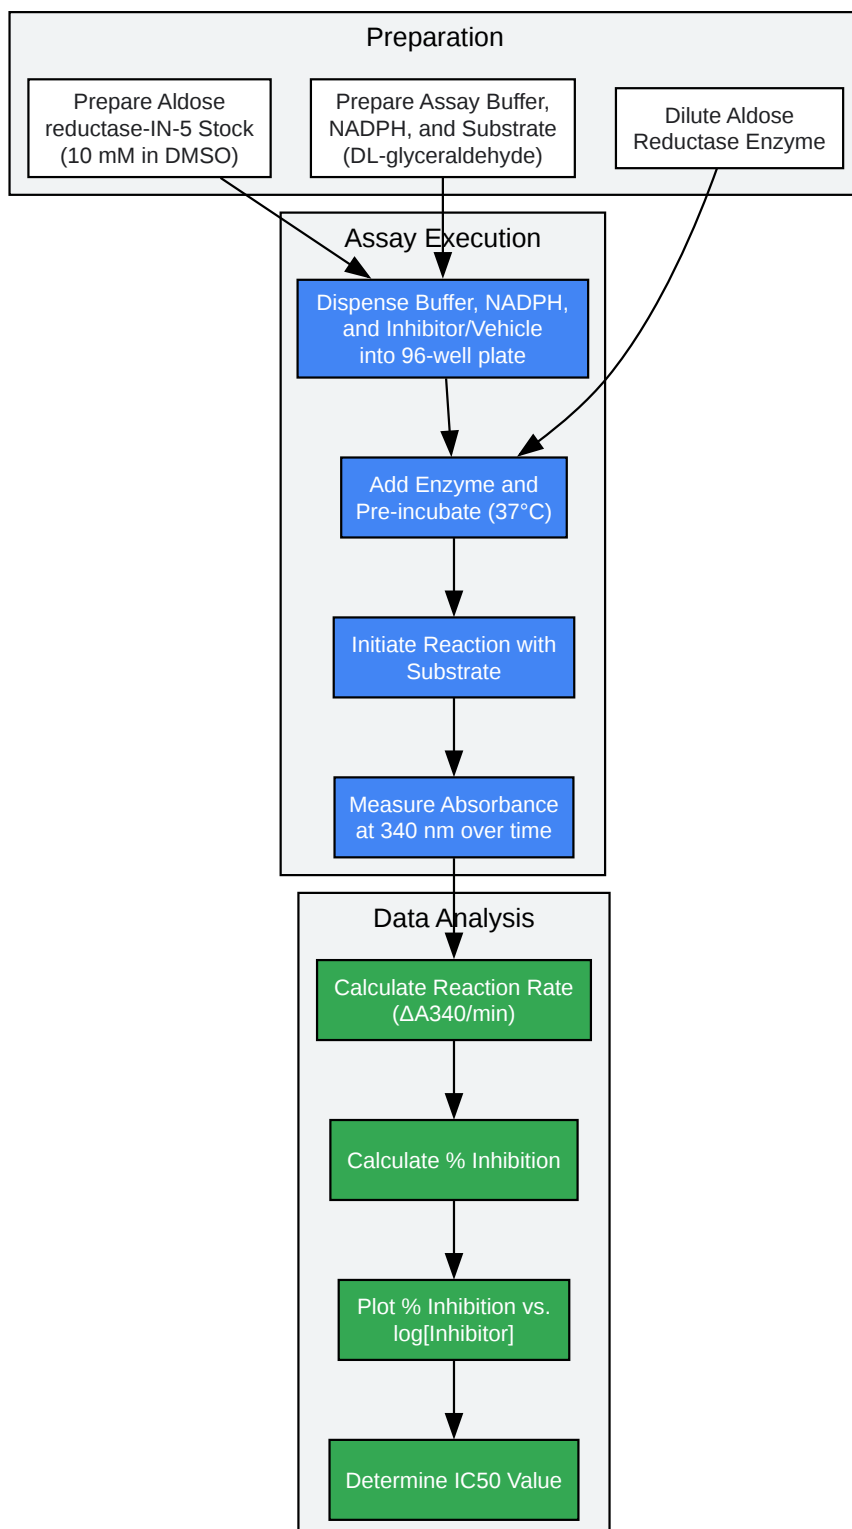 Preparation
Prepare Aldose
reductase-IN-5 Stock
(10 mM in DMSO)
Prepare Assay Buffer,
NADPH, and Substrate
(DL-glyceraldehyde)
Dilute Aldose
Reductase Enzyme
Assay Execution
Dispense Buffer, NADPH,
and Inhibitor/Vehicle
into 96-well plate
Add Enzyme and
Pre-incubate (37°C)
Initiate Reaction with
Substrate
Measure Absorbance
at 340 nm over time
Data Analysis
Calculate Reaction Rate
(ΔA340/min)
Calculate % Inhibition
Plot % Inhibition vs.
log[Inhibitor]
Determine IC50 Value